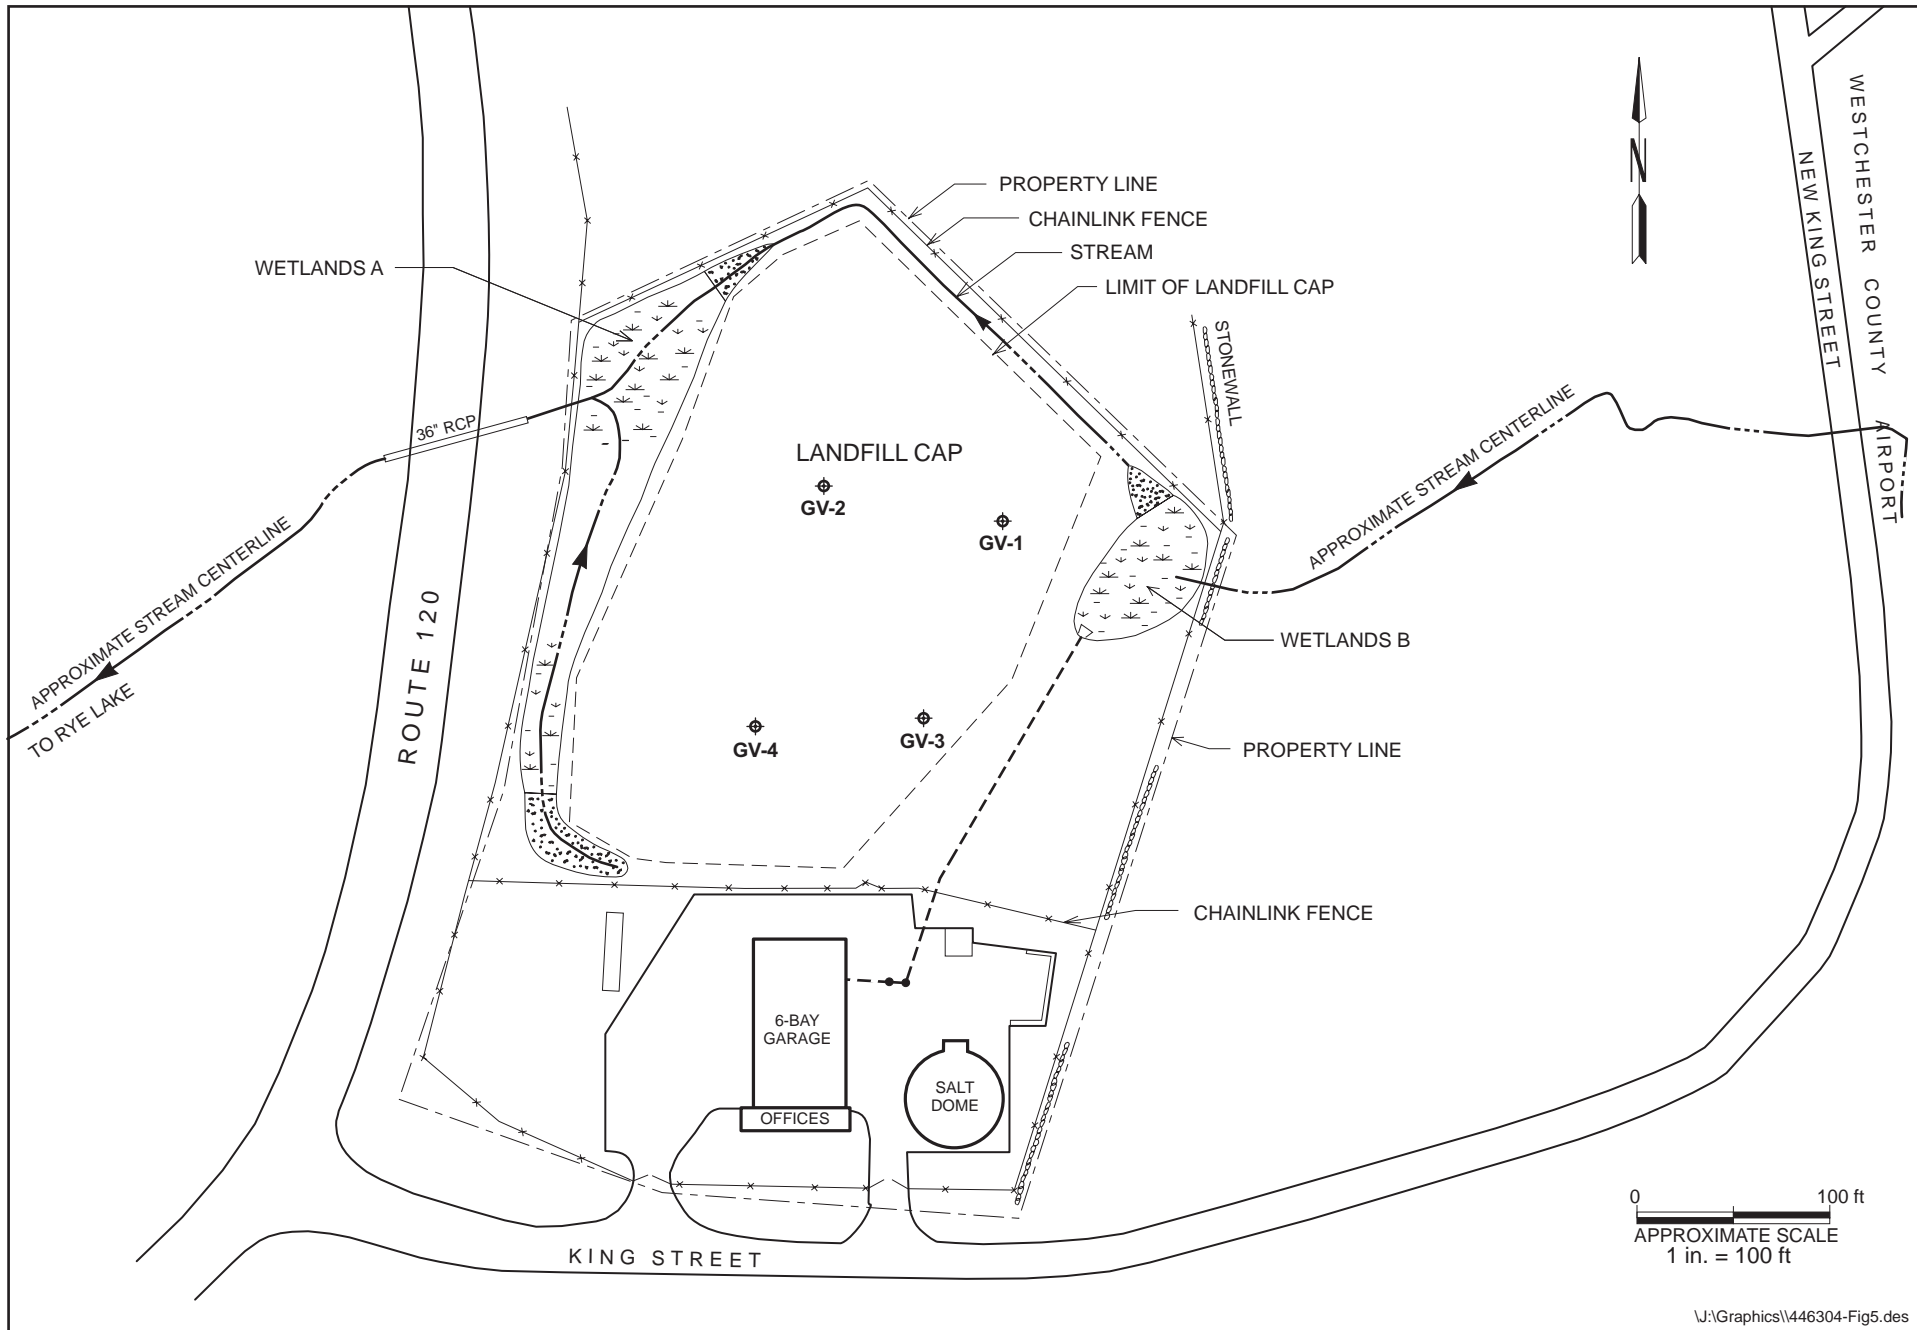 WESTCHESTER COUNTY AIRPORT
NEW KING STREET
N
PROPERTY LINE
CHAINLINK FENCE
STREAM
WETLANDS A
LIMIT OF LANDFILL CAP
STONEWALL
36" RCP
LANDFILL CAP
APPROXIMATE STREAM CENTERLINE
GV-2
GV-1
APPROXIMATE STREAM CENTERLINE
TO RYE LAKE
ROUTE 120
WETLANDS B
GV-4
GV-3
PROPERTY LINE
CHAINLINK FENCE
6-BAY
GARAGE
SALT
DOME
OFFICES
KING STREET
0 100 ft
APPROXIMATE SCALE
1 in. = 100 ft
\J:\Graphics\\446304-Fig5.des